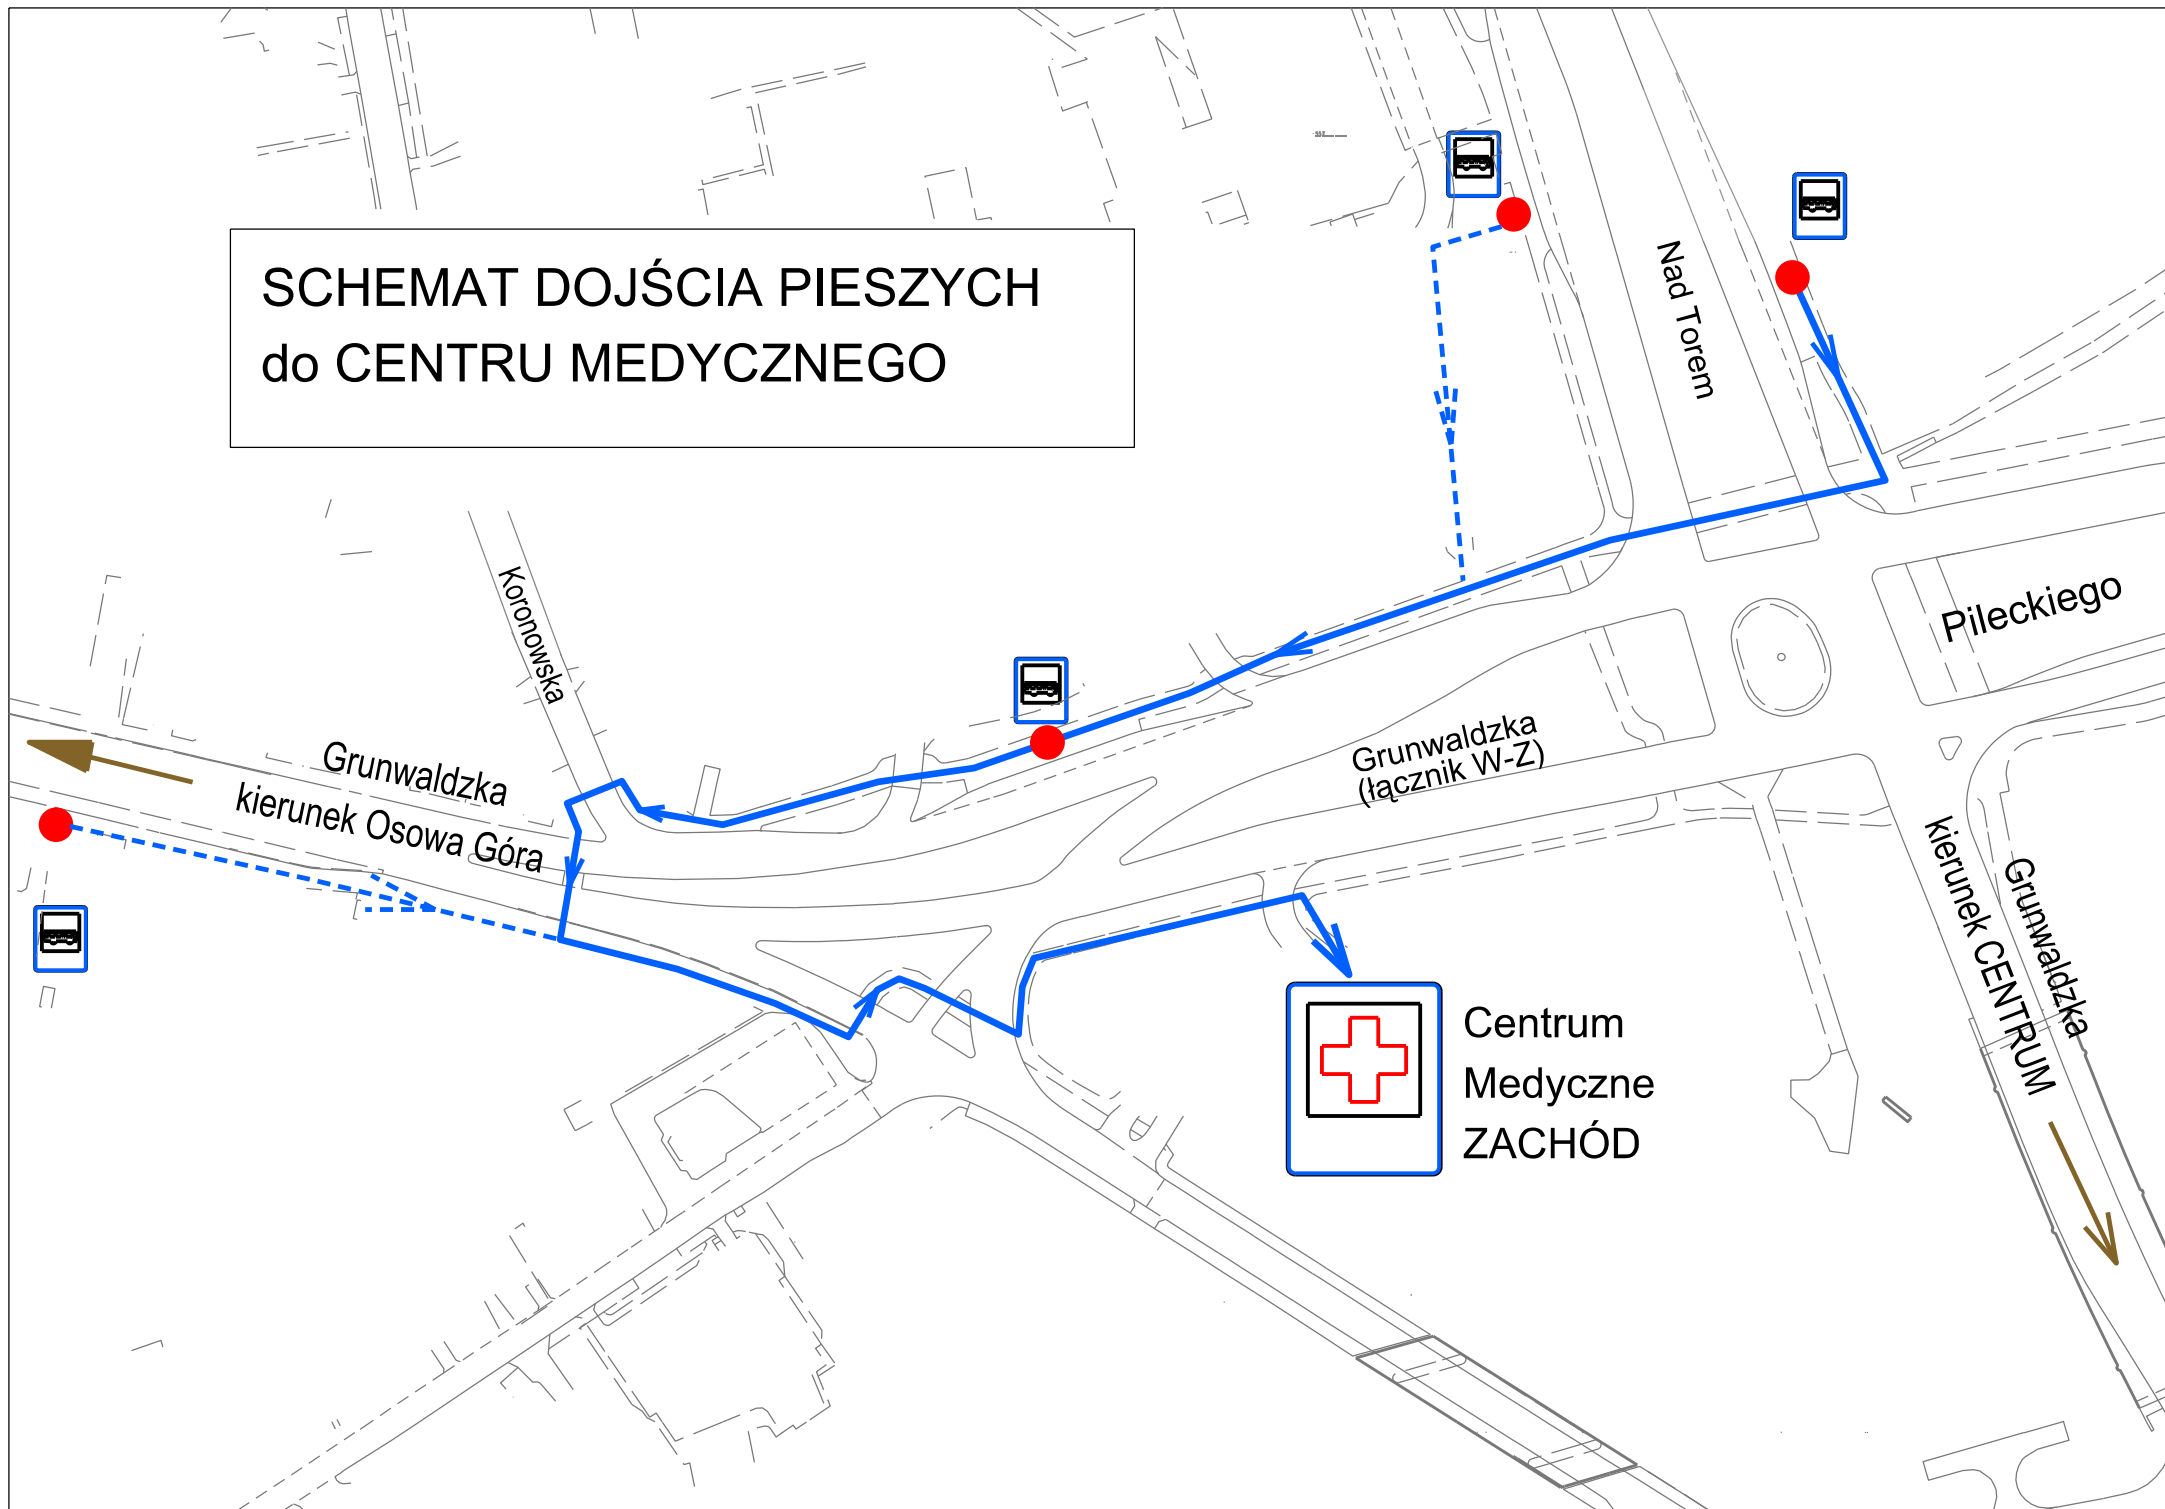 SCHEMAT DOJŚCIA PIESZYCH
do CENTRU MEDYCZNEGO
Nad Torem
Pileckiego
Koronowska
Grunwaldzka
kierunek Osowa Góra
Grunwaldzka
(łącznik W-Z)
Grunwaldzka
kierunek CENTRUM
Centrum
Medyczne
ZACHÓD